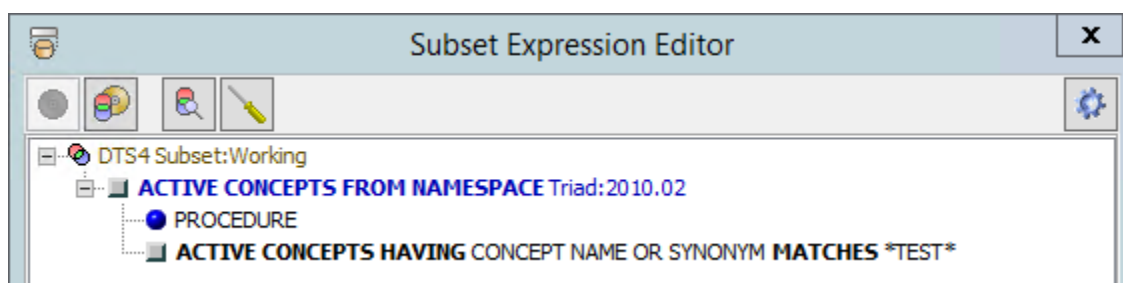 Subset Expression Editor
x
DTS4 Subset:Working
ACTIVE CONCEPTS FROM NAMESPACE Triad:2010.02
PROCEDURE
ACTIVE CONCEPTS HAVING CONCEPT NAME OR SYNONYM MATCHES *TEST*